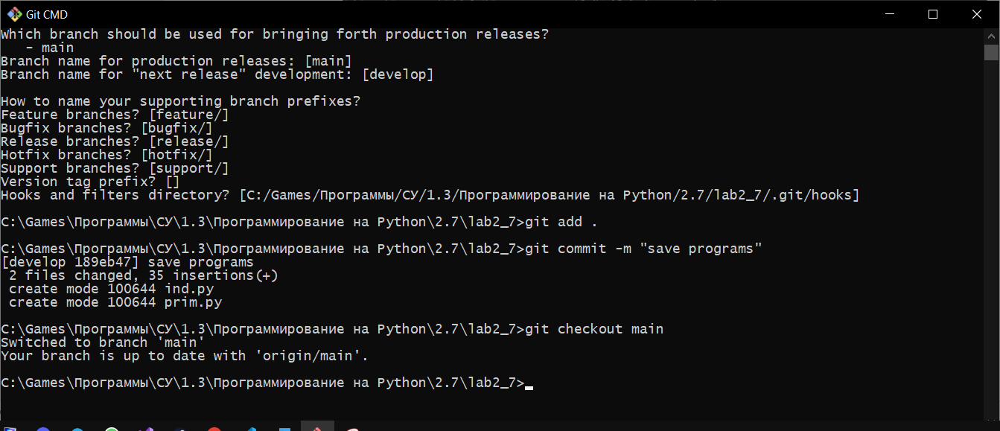 Git CMD
Which branch should be used for bringing forth production releases?
   - main
Branch name for production releases: [main]
Branch name for "next release" development: [develop]
How to name your supporting branch prefixes?
Feature branches? [feature/]
Bugfix branches? [bugfix/]
Release branches? [release/]
Hotfix branches? [hotfix/]
Support branches? [support/]
Version tag prefix? []
Hooks and filters directory? [C:/Games/Программы/СУ/1.3/Программирование на Python/2.7/lab2_7/.git/hooks]
C:\Games\Программы\СУ\1.3\Программирование на Python\2.7\lab2_7>git add .
C:\Games\Программы\СУ\1.3\Программирование на Python\2.7\lab2_7>git commit -m "save programs"
[develop 189eb47] save programs
 2 files changed, 35 insertions(+)
 create mode 100644 ind.py
 create mode 100644 prim.py
C:\Games\Программы\СУ\1.3\Программирование на Python\2.7\lab2_7>git checkout main
Switched to branch 'main'
Your branch is up to date with 'origin/main'.
C:\Games\Программы\СУ\1.3\Программирование на Python\2.7\lab2_7>